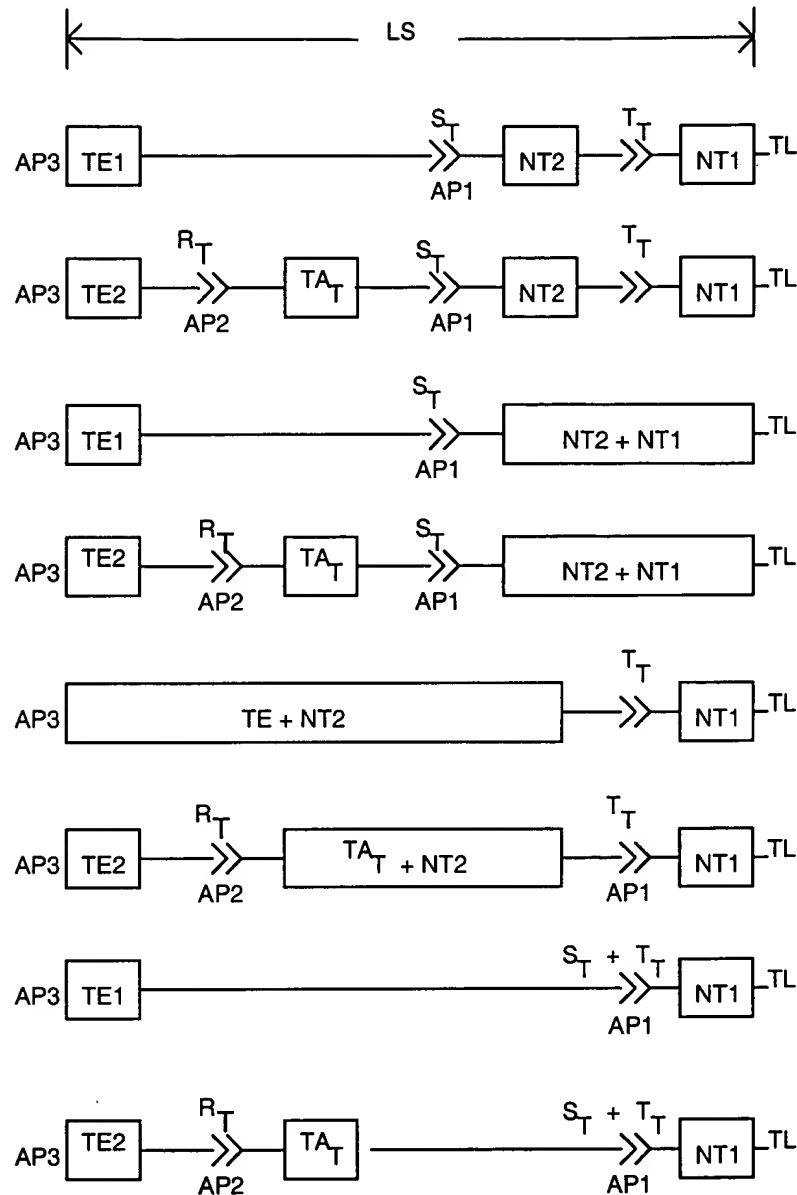 LS
S_T T_T
AP3 TE1 NT2 NT1 TL
AP1
R_T S_T T_T
AP3 TE2 TA_T NT2 NT1 TL
AP2 AP1
S_T
AP3 TE1 NT2 + NT1 TL
AP1
R_T S_T
AP3 TE2 TA_T NT2 + NT1 TL
AP2 AP1
T_T
AP3 TE + NT2 NT1 TL
R_T T_T
AP3 TE2 TA_T + NT2 NT1 TL
AP2 AP1
S_T + T_T
AP3 TE1 NT1 TL
AP1
R_T S_T + T_T
AP3 TE2 TA_T NT1 TL
AP2 AP1